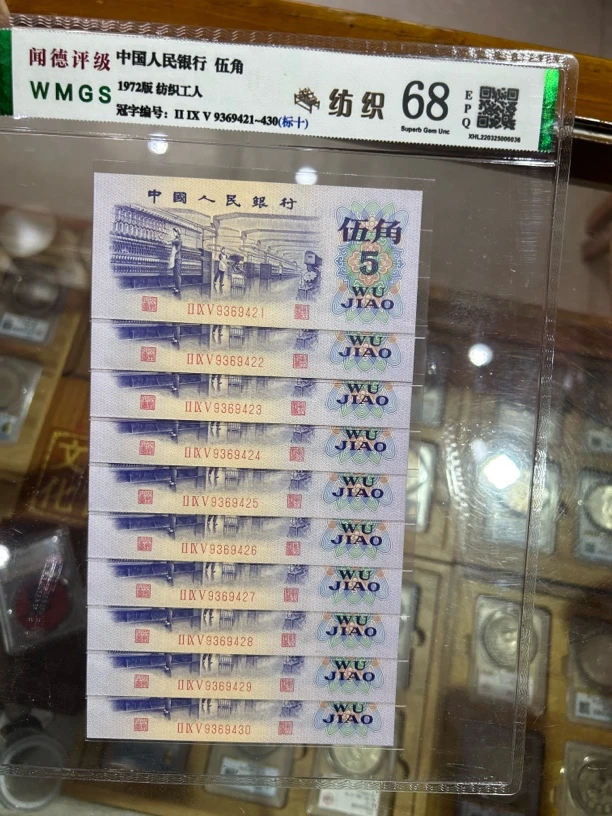 闻德评级 中国人民银行 伍角
WMGS 1972版 纺织工人
冠字编号: II IX V 9369421~430(标十)
纺织 68 EPQ
Superb Gem Unc
XHL220325006036
中國人民銀行
伍角
5
WU
JIAO
II IX V 9369421
WU
JIAO
II IX V 9369422
WU
JIAO
II IX V 9369423
WU
JIAO
II IX V 9369424
WU
JIAO
II IX V 9369425
WU
JIAO
II IX V 9369426
WU
JIAO
II IX V 9369427
WU
JIAO
II IX V 9369428
WU
JIAO
II IX V 9369429
WU
JIAO
II IX V 9369430
文化